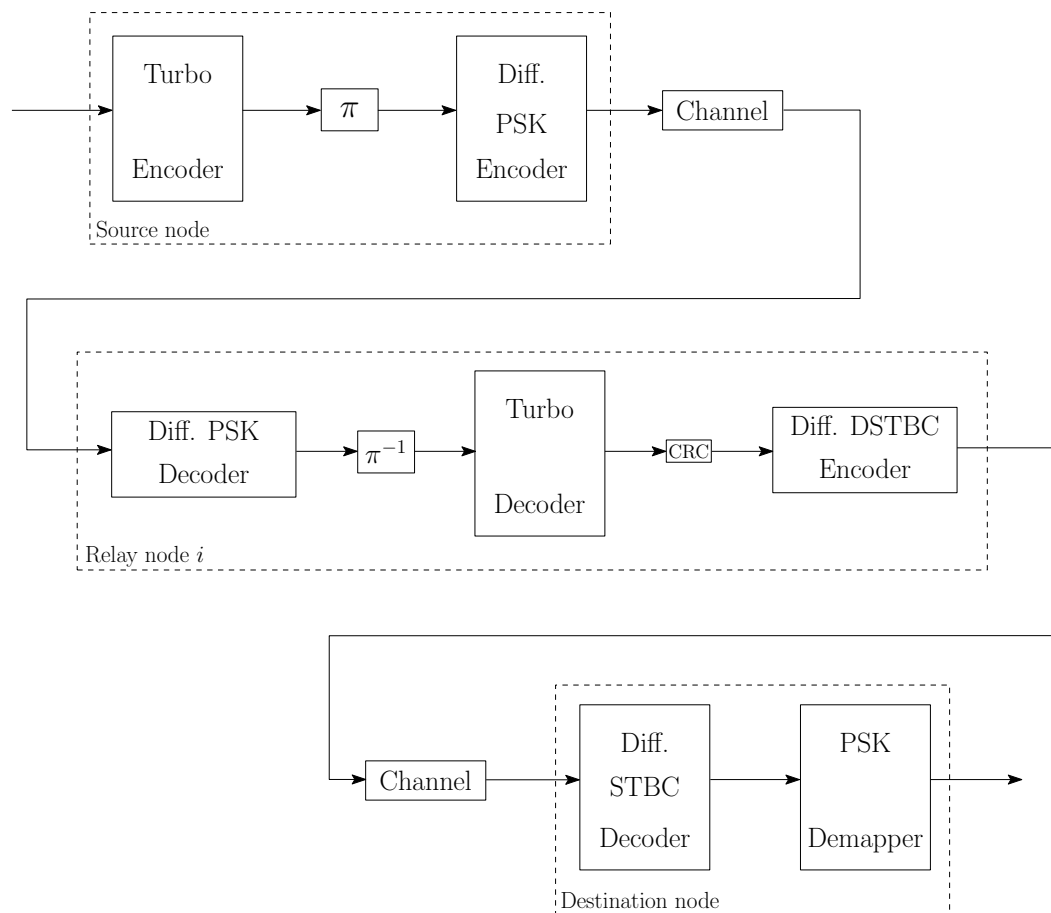 Turbo
Encoder
π
Diff.
PSK
Encoder
Channel
Source node
Diff. PSK
Decoder
π⁻¹
Turbo
Decoder
CRC
Diff. DSTBC
Encoder
Relay node i
Channel
Diff.
STBC
Decoder
PSK
Demapper
Destination node